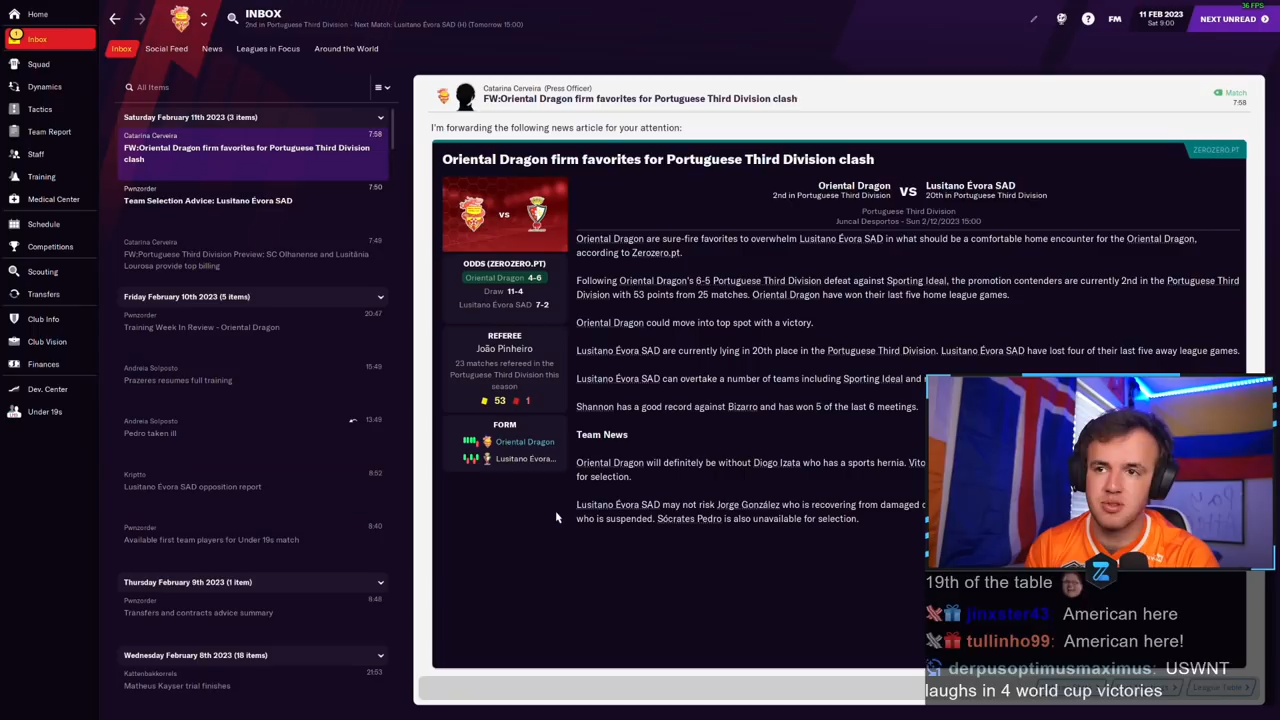 36 FPS
Home
INBOX
2nd in Portuguese Third Division - Next Match: Lusitano Évora SAD (H) (Tomorrow 15:00)
FM
11 FEB 2023
Sat 9:00
NEXT UNREAD
1
Inbox
Squad
Dynamics
Tactics
Team Report
Staff
Training
Medical Center
Schedule
Competitions
Scouting
Transfers
Club Info
Club Vision
Finances
Dev. Center
Under 19s
Inbox
Social Feed
News
Leagues in Focus
Around the World
All Items
Saturday February 11th 2023 (3 items)
Catarina Cerveira 7:58
FW:Oriental Dragon firm favorites for Portuguese Third Division
clash
Pwnzorder 7:50
Team Selection Advice: Lusitano Évora SAD
Catarina Cerveira 7:49
FW:Portuguese Third Division Preview: SC Olhanense and Lusitânia
Lourosa provide top billing
Friday February 10th 2023 (5 items)
Pwnzorder 20:47
Training Week In Review - Oriental Dragon
Andreia Solposto 15:49
Prazeres resumes full training
Andreia Solposto 13:49
Pedro taken ill
Kriptto 8:52
Lusitano Évora SAD opposition report
Pwnzorder 8:40
Available first team players for Under 19s match
Thursday February 9th 2023 (1 item)
Pwnzorder 8:48
Transfers and contracts advice summary
Wednesday February 8th 2023 (18 items)
Kattenbakkorrels 21:53
Matheus Kayser trial finishes
Catarina Cerveira (Press Officer)
FW:Oriental Dragon firm favorites for Portuguese Third Division clash
Match
7:58
I'm forwarding the following news article for your attention:
Oriental Dragon firm favorites for Portuguese Third Division clash
ZEROZERO.PT
VS
Oriental Dragon
2nd in Portuguese Third Division
VS
Lusitano Évora SAD
20th in Portuguese Third Division
Portuguese Third Division
Juncal Desportos - Sun 2/12/2023 15:00
ODDS (ZEROZERO.PT)
Oriental Dragon 4-6
Draw 11-4
Lusitano Évora SAD 7-2
REFEREE
João Pinheiro
23 matches refereed in the
Portuguese Third Division this
season
53 1
FORM
Oriental Dragon
Lusitano Évora...
Oriental Dragon are sure-fire favorites to overwhelm Lusitano Évora SAD in what should be a comfortable home encounter for the Oriental Dragon,
according to Zerozero.pt.
Following Oriental Dragon's 6-5 Portuguese Third Division defeat against Sporting Ideal, the promotion contenders are currently 2nd in the Portuguese Third
Division with 53 points from 25 matches. Oriental Dragon have won their last five home league games.
Oriental Dragon could move into top spot with a victory.
Lusitano Évora SAD are currently lying in 20th place in the Portuguese Third Division. Lusitano Évora SAD have lost four of their last five away league games.
Lusitano Évora SAD can overtake a number of teams including Sporting Ideal and
Shannon has a good record against Bizarro and has won 5 of the last 6 meetings.
Team News
Oriental Dragon will definitely be without Diogo Izata who has a sports hernia. Vito
for selection.
Lusitano Évora SAD may not risk Jorge González who is recovering from damaged
who is suspended. Sócrates Pedro is also unavailable for selection.
19th of the table
jinxster43: American here
tullinho99: American here!
derpusoptimusmaximus: USWNT
laughs in 4 world cup victories
League Table